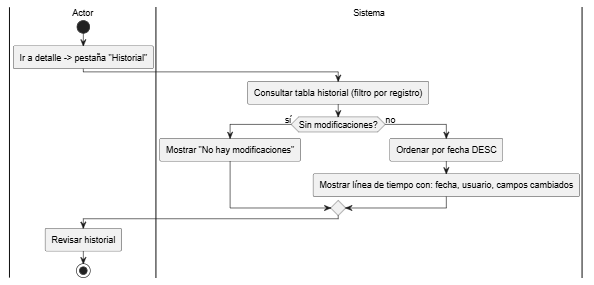 Actor
Sistema
Ir a detalle -> pestaña "Historial"
Consultar tabla historial (filtro por registro)
Sin modificaciones?
sí
no
Mostrar "No hay modificaciones"
Ordenar por fecha DESC
Mostrar línea de tiempo con: fecha, usuario, campos cambiados
Revisar historial